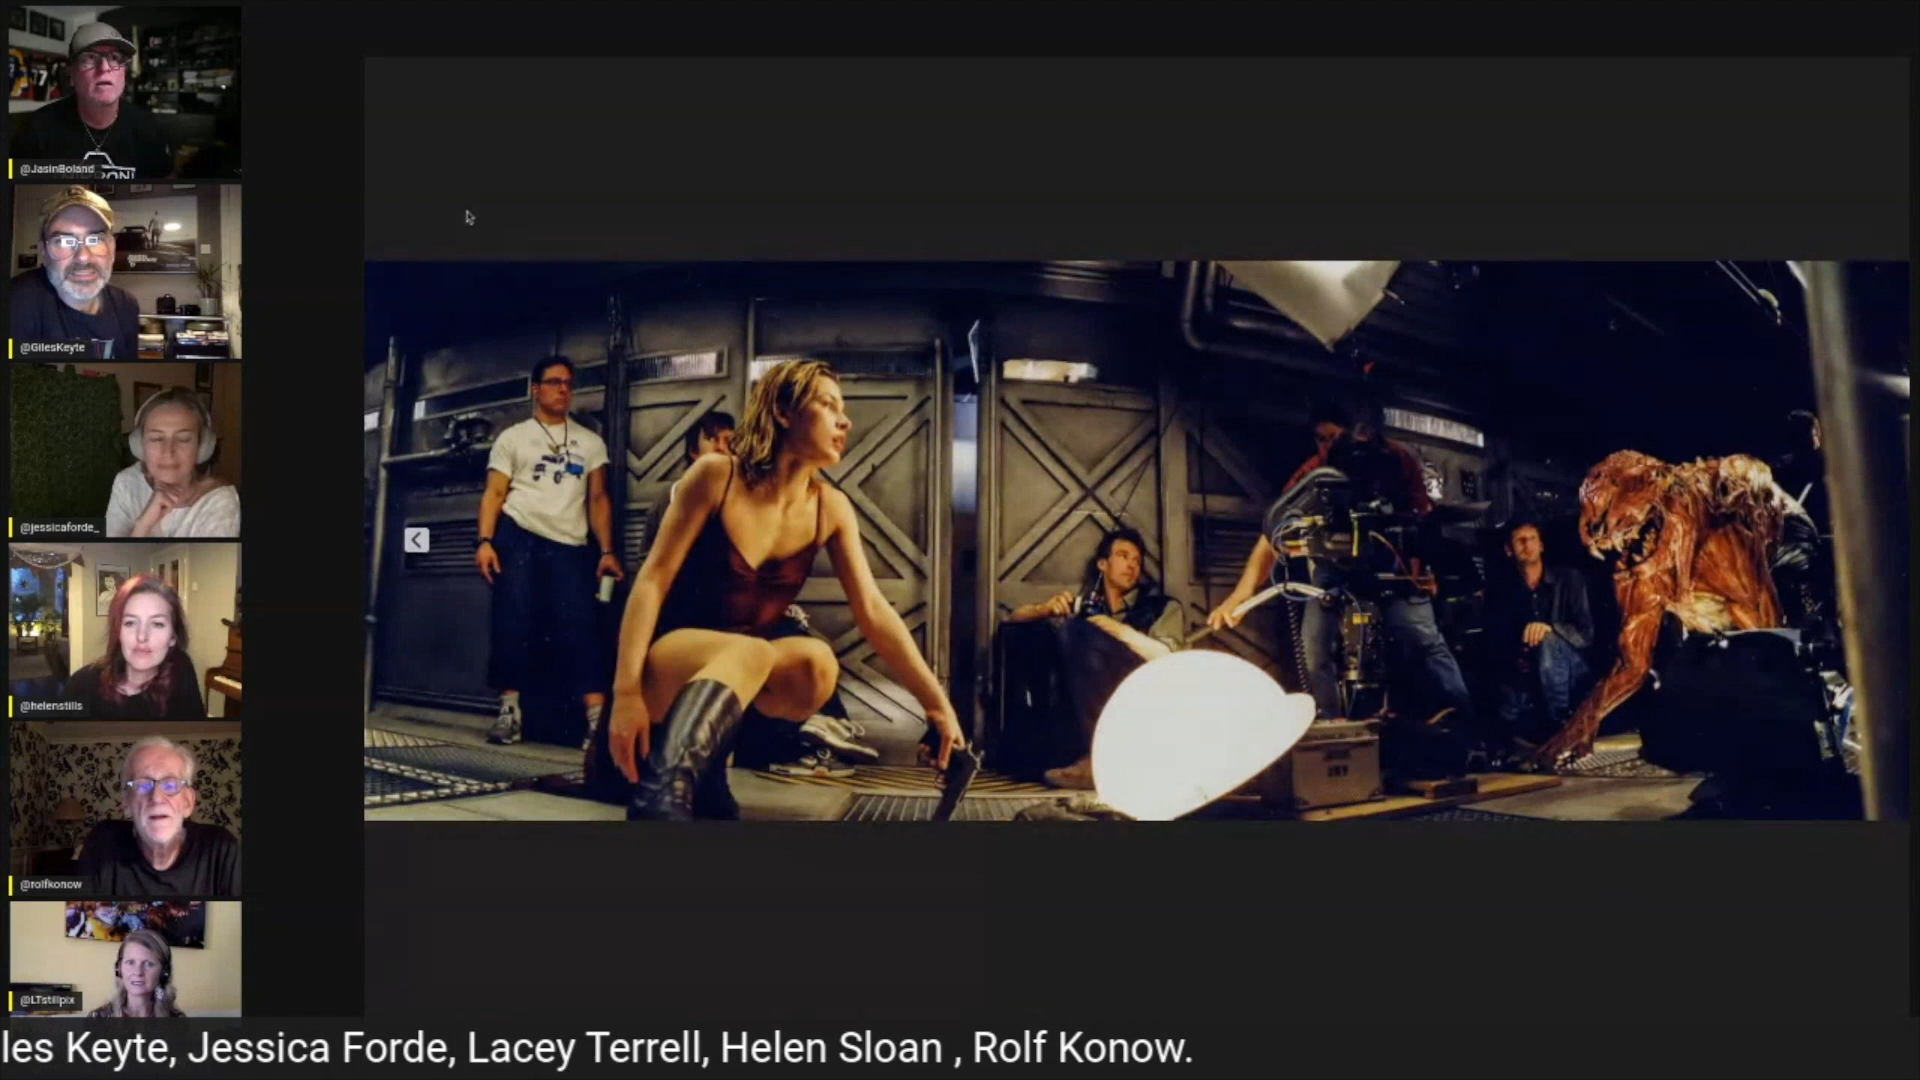 @JasinBoland
@GilesKeyte
@jessicaforde_
@helenstills
@rolfkonow
@LTstillpix
les Keyte, Jessica Forde, Lacey Terrell, Helen Sloan , Rolf Konow.